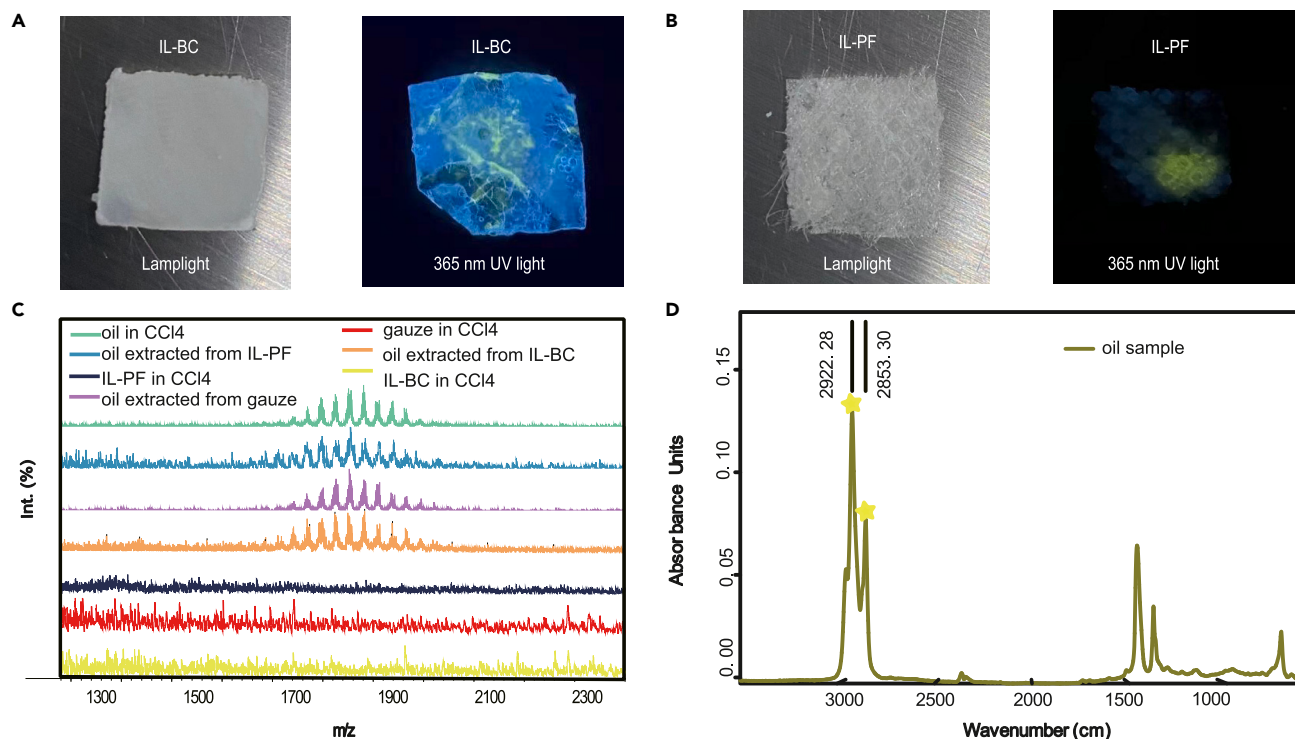 A
IL-BC
Lamplight
IL-BC
365 nm UV light
B
IL-PF
Lamplight
IL-PF
365 nm UV light
C
oil in CCl4
oil extracted from IL-PF
IL-PF in CCl4
oil extracted from gauze
gauze in CCl4
oil extracted from IL-BC
IL-BC in CCl4
Int. (%)
1300 1500 1700 1900 2100 2300
m/z
D
2922. 28
2853. 30
oil sample
Absor bance Units
0. 15
0. 10
0. 05
0. 00
3000 2500 2000 1500 1000
Wavenumber (cm)